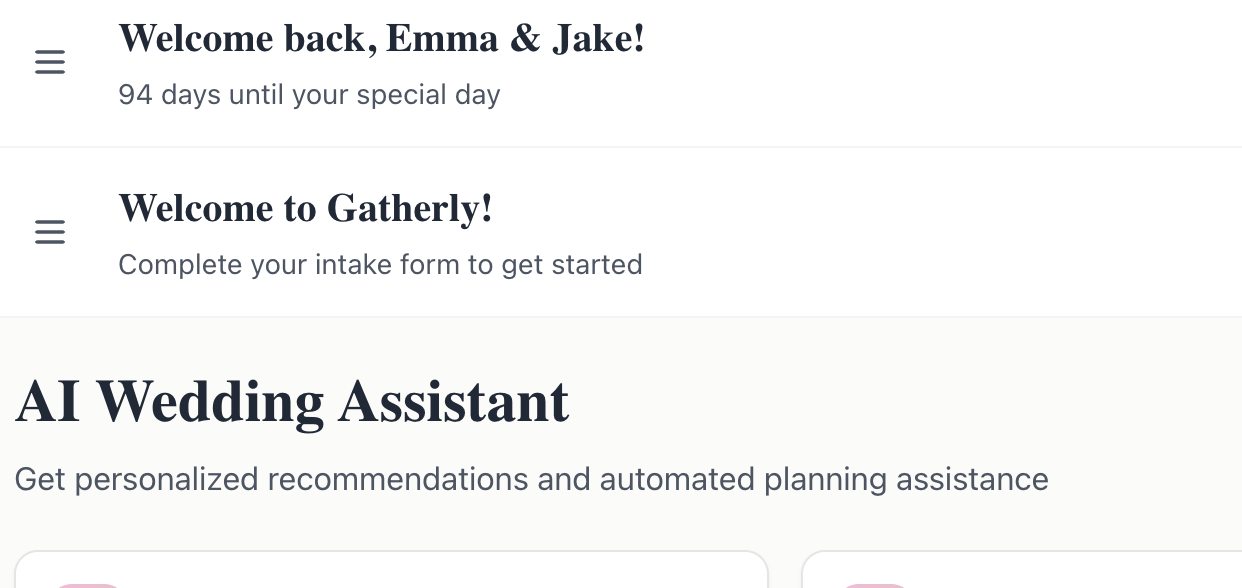 Welcome back, Emma & Jake!
94 days until your special day
Welcome to Gatherly!
Complete your intake form to get started
AI Wedding Assistant
Get personalized recommendations and automated planning assistance